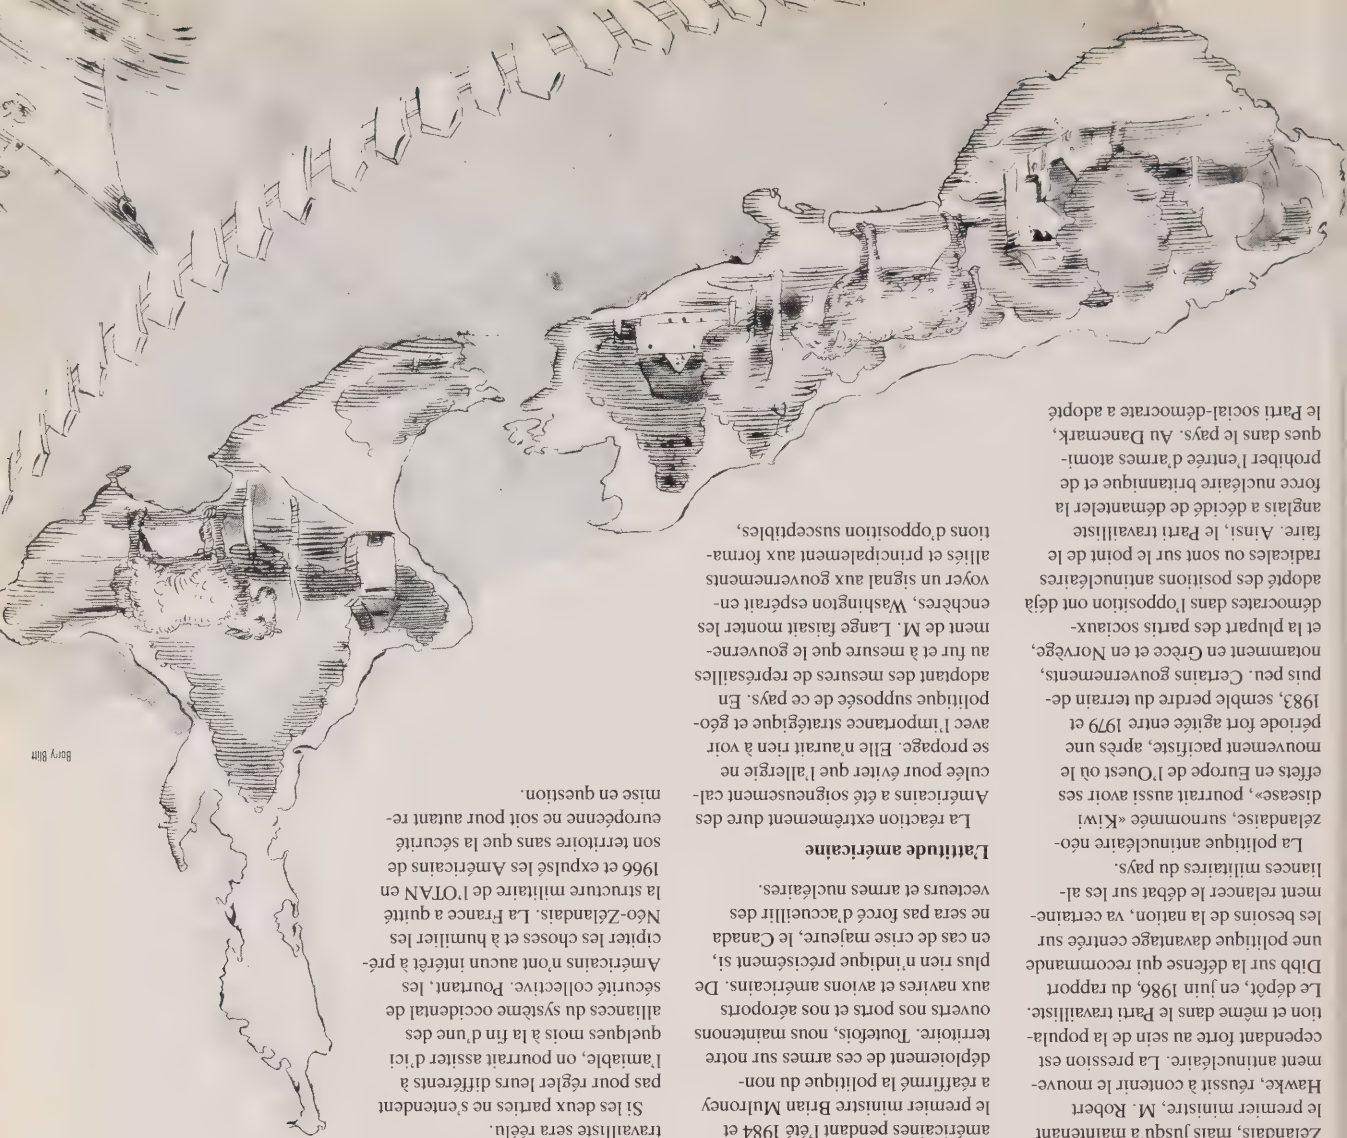 Zélandais, mais jusqu'à maintenant
le premier ministre, M. Robert
Hawke, réussit à contenir le mouve-
ment antinucléaire. La pression est
cependant forte au sein de la popula-
tion et même dans le Parti travailliste.
Le dépôt, en juin 1986, du rapport
Dibb sur la défense qui recommande
une politique davantage centrée sur
les besoins de la nation, va certaine-
ment relancer le débat sur les al-
liances militaires du pays.
La politique antinucléaire néo-
zélandaise, surnommée «Kiwi
disease», pourrait aussi avoir ses
effets en Europe de l'Ouest où le
mouvement pacifiste, après une
période fort agitée entre 1979 et
1983, semble perdre du terrain de-
puis peu. Certains gouvernements,
notamment en Grèce et en Norvège,
et la plupart des partis sociaux-
démocrates dans l'opposition ont déjà
adopté des positions antinucléaires
radicales ou sont sur le point de le
faire. Ainsi, le Parti travailliste
anglais a décidé de démanteler la
force nucléaire britannique et de
prohiber l'entrée d'armes atomi-
ques dans le pays. Au Danemark,
le Parti social-démocrate a adopté
américaines pendant l'été 1984 et
le premier ministre Brian Mulroney
a réaffirmé la politique du non-
déploiement de ces armes sur notre
territoire. Toutefois, nous maintenons
ouverts nos ports et nos aéroports
aux navires et avions américains. De
plus rien n'indique précisément si,
en cas de crise majeure, le Canada
ne sera pas forcé d'accueillir des
vecteurs et armes nucléaires.
L'attitude américaine
La réaction extrêmement dure des
Américains a été soigneusement cal-
culée pour éviter que l'allergie ne
se propage. Elle n'aurait rien à voir
avec l'importance stratégique et géo-
politique supposée de ce pays. En
adoptant des mesures de représailles
au fur et à mesure que le gouverne-
ment de M. Lange faisait monter les
enchères, Washington espérait en-
voyer un signal aux gouvernements
alliés et principalement aux forma-
tions d'opposition susceptibles,
travailliste sera réélu.
Si les deux parties ne s'entendent
pas pour régler leurs différents à
l'amiable, on pourrait assiter d'ici
quelques mois à la fin d'une des
alliances du système occidental de
sécurité collective. Pourtant, les
Américains n'ont aucun intérêt à pré-
cipiter les choses et à humilier les
Néo-Zélandais. La France a quitté
la structure militaire de l'OTAN en
1966 et expulsé les Américains de
son territoire sans que la sécurité
européenne ne soit pour autant re-
mise en question.
Barry Blitt